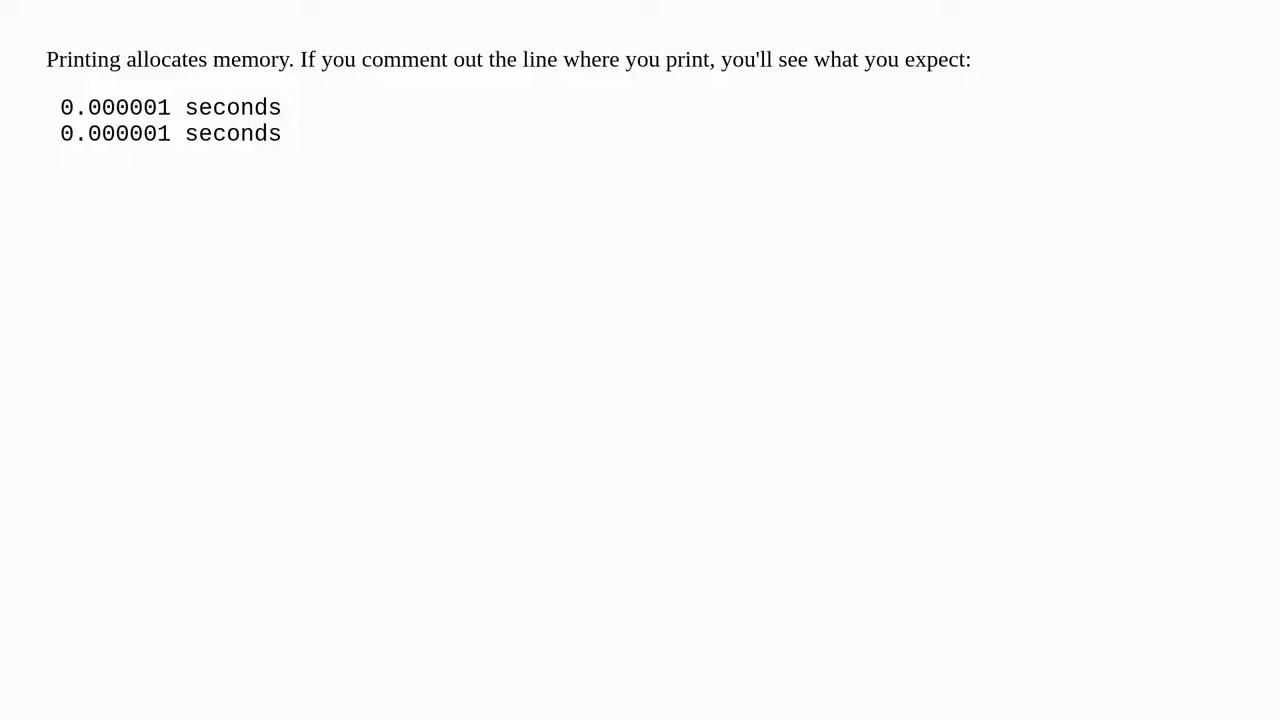 Printing allocates memory. If you comment out the line where you print, you'll see what you expect:
0.000001 seconds
0.000001 seconds